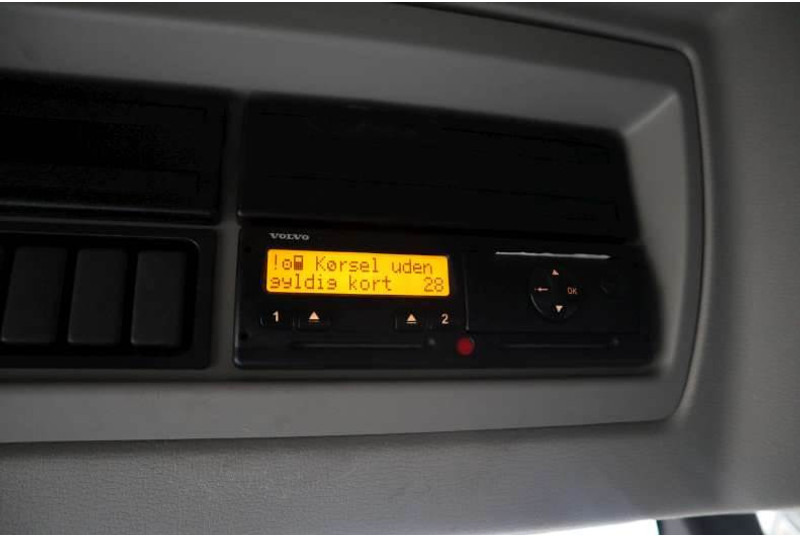 VOLVO
!⊙ Kørsel uden
gyldig kort 28
1
2
OK